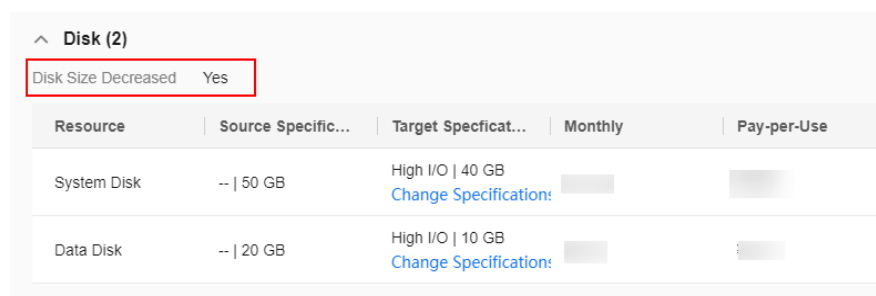 Disk (2)
Disk Size Decreased Yes
Resource Source Specific... Target Specficat... Monthly Pay-per-Use
System Disk -- | 50 GB High I/O | 40 GB
Change Specifications
Data Disk -- | 20 GB High I/O | 10 GB
Change Specifications